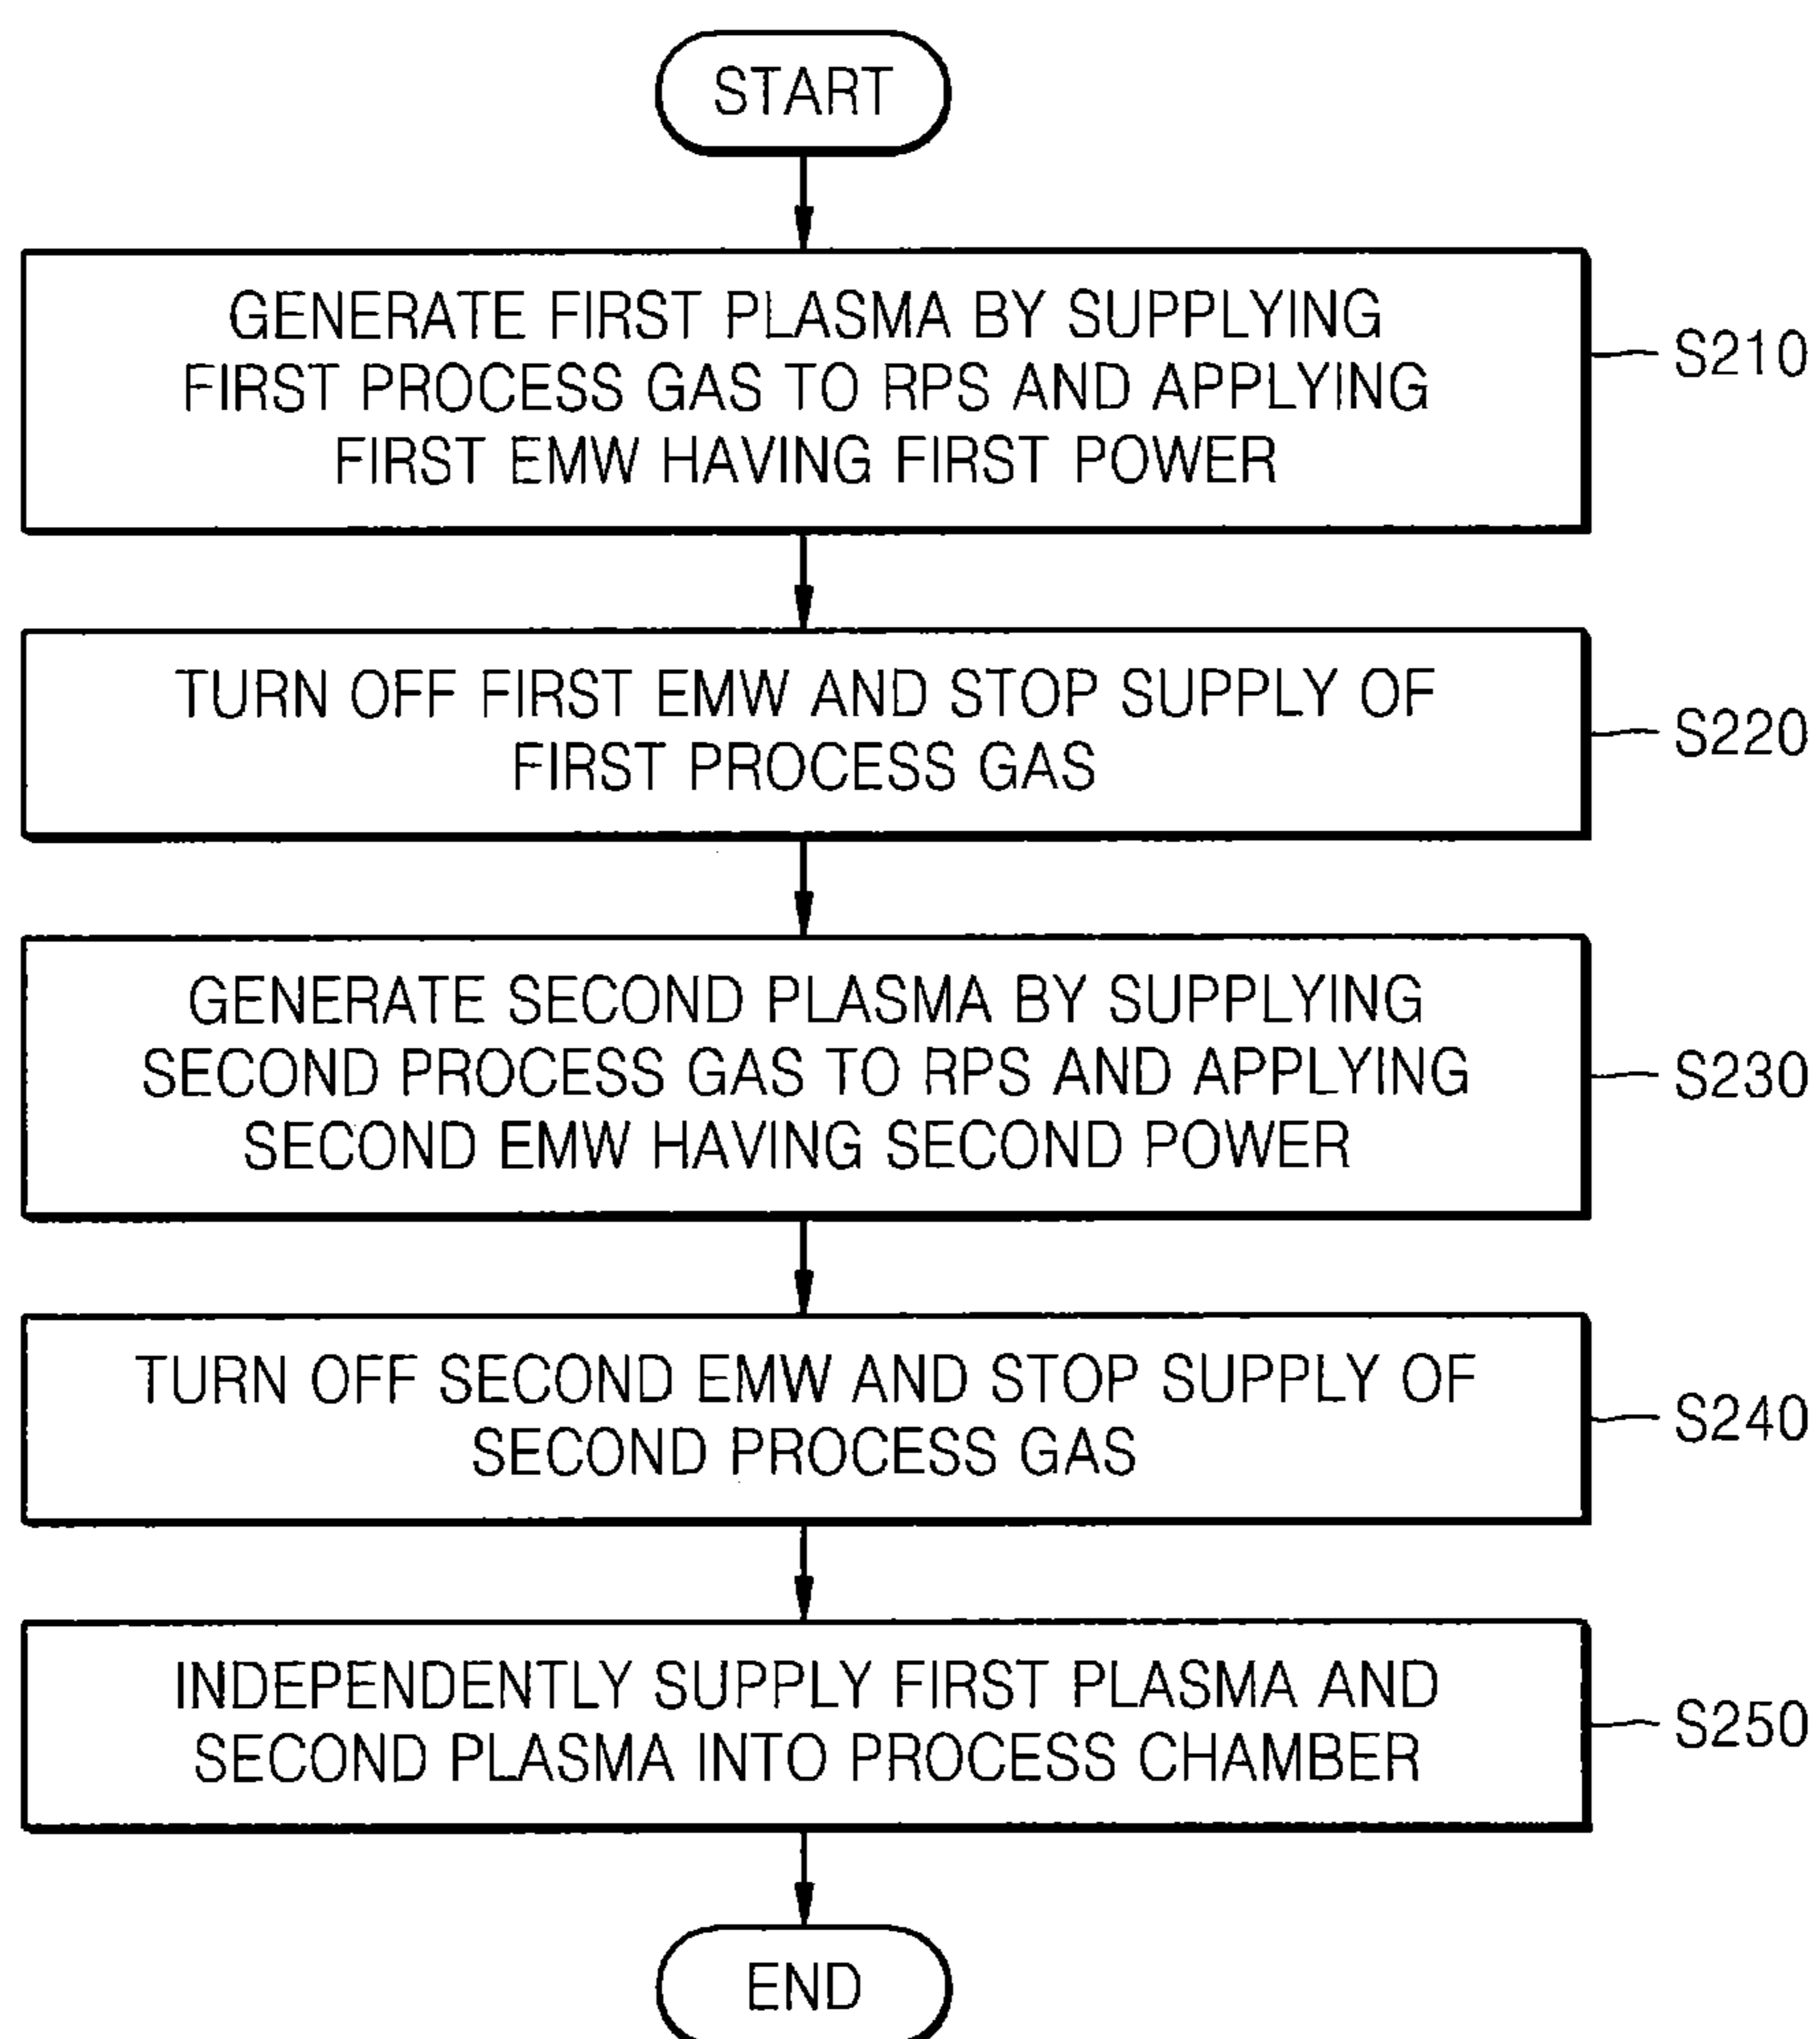 START
GENERATE FIRST PLASMA BY SUPPLYING
FIRST PROCESS GAS TO RPS AND APPLYING
FIRST EMW HAVING FIRST POWER
S210
TURN OFF FIRST EMW AND STOP SUPPLY OF
FIRST PROCESS GAS
S220
GENERATE SECOND PLASMA BY SUPPLYING
SECOND PROCESS GAS TO RPS AND APPLYING
SECOND EMW HAVING SECOND POWER
S230
TURN OFF SECOND EMW AND STOP SUPPLY OF
SECOND PROCESS GAS
S240
INDEPENDENTLY SUPPLY FIRST PLASMA AND
SECOND PLASMA INTO PROCESS CHAMBER
S250
END